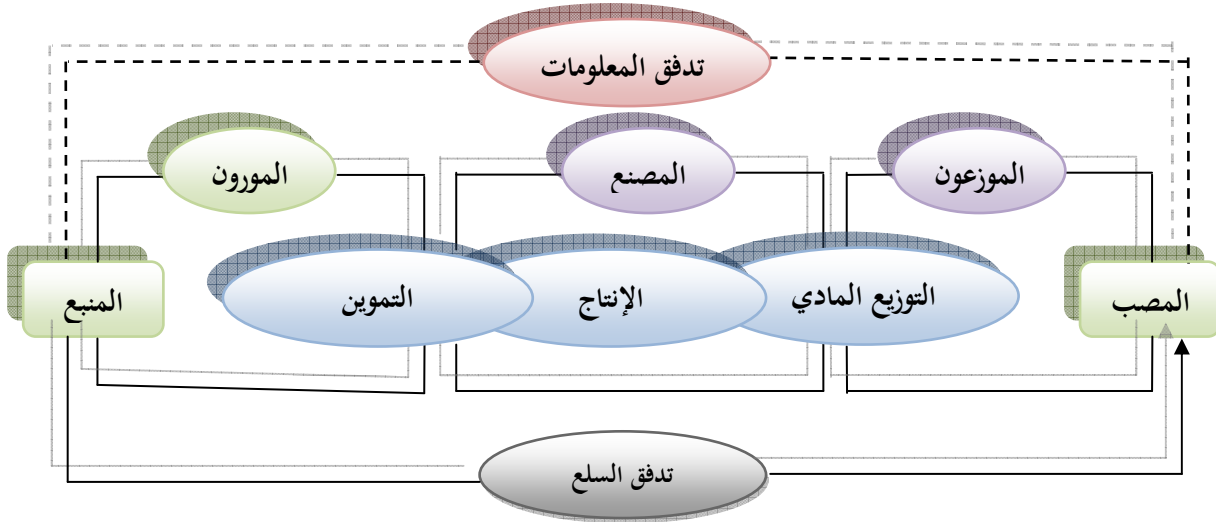 تدفق المعلومات
الموزعون
المصنع
المورون
المصب
التوزيع المادي
الإنتاج
التموين
المنبع
تدفق السلع